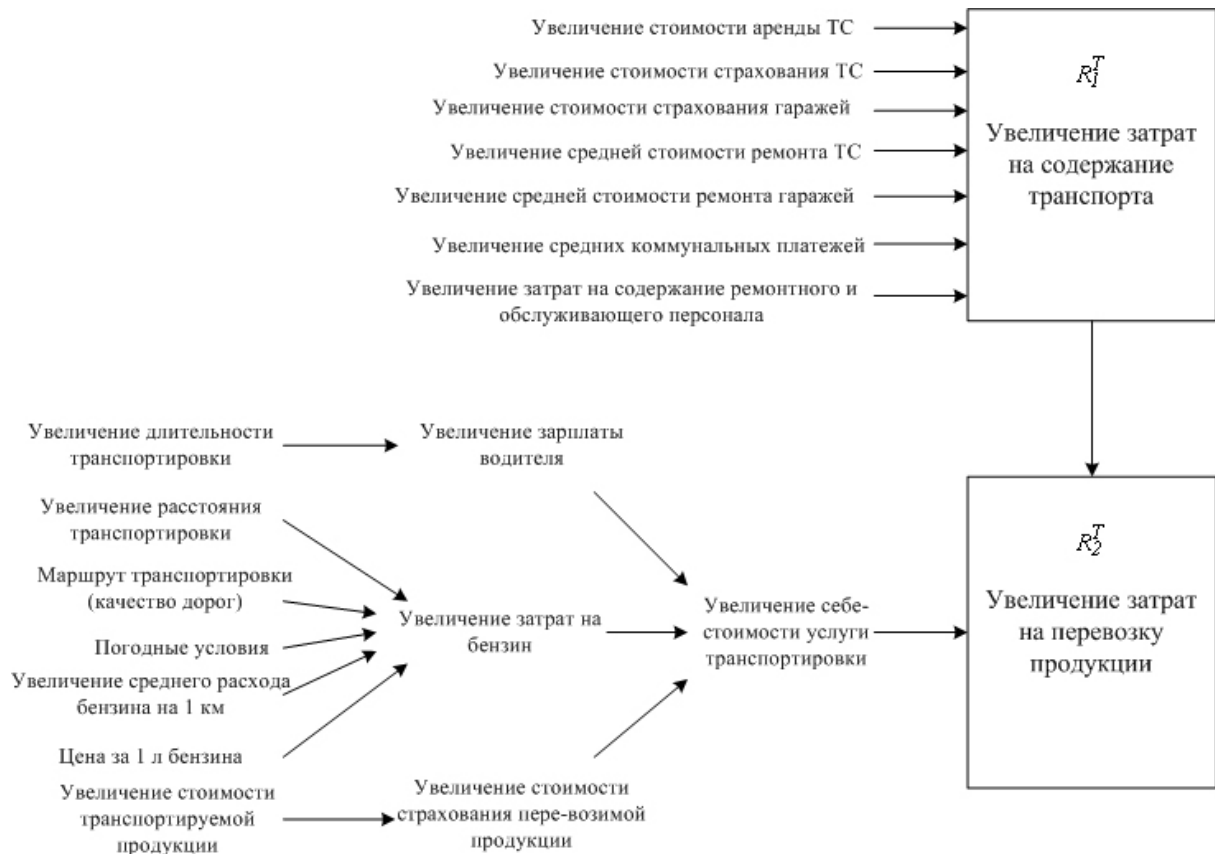 Увеличение стоимости аренды ТС
Увеличение стоимости страхования ТС
Увеличение стоимости страхования гаражей
Увеличение средней стоимости ремонта ТС
Увеличение средней стоимости ремонта гаражей
Увеличение средних коммунальных платежей
Увеличение затрат на содержание ремонтного и
обслуживающего персонала
R₁ᵀ
Увеличение затрат
на содержание
транспорта
Увеличение длительности
транспортировки
Увеличение зарплаты
водителя
Увеличение расстояния
транспортировки
Маршрут транспортировки
(качество дорог)
Погодные условия
Увеличение среднего расхода
бензина на 1 км
Цена за 1 л бензина
Увеличение стоимости
транспортируемой
продукции
Увеличение затрат на
бензин
Увеличение стоимости
страхования пере-возимой
продукции
Увеличение себе-
стоимости услуги
транспортировки
R₂ᵀ
Увеличение затрат
на перевозку
продукции